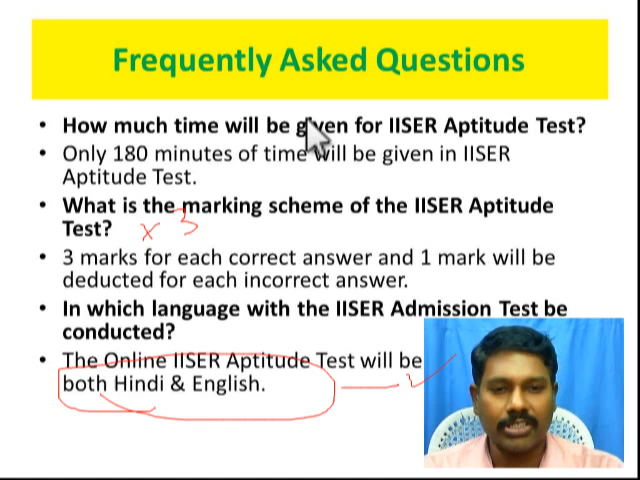 Frequently Asked Questions
• How much time will be given for IISER Aptitude Test?
• Only 180 minutes of time will be given in IISER
Aptitude Test.
• What is the marking scheme of the IISER Aptitude
Test?
x 3
• 3 marks for each correct answer and 1 mark will be
deducted for each incorrect answer.
• In which language with the IISER Admission Test be
conducted?
• The Online IISER Aptitude Test will be
both Hindi & English.